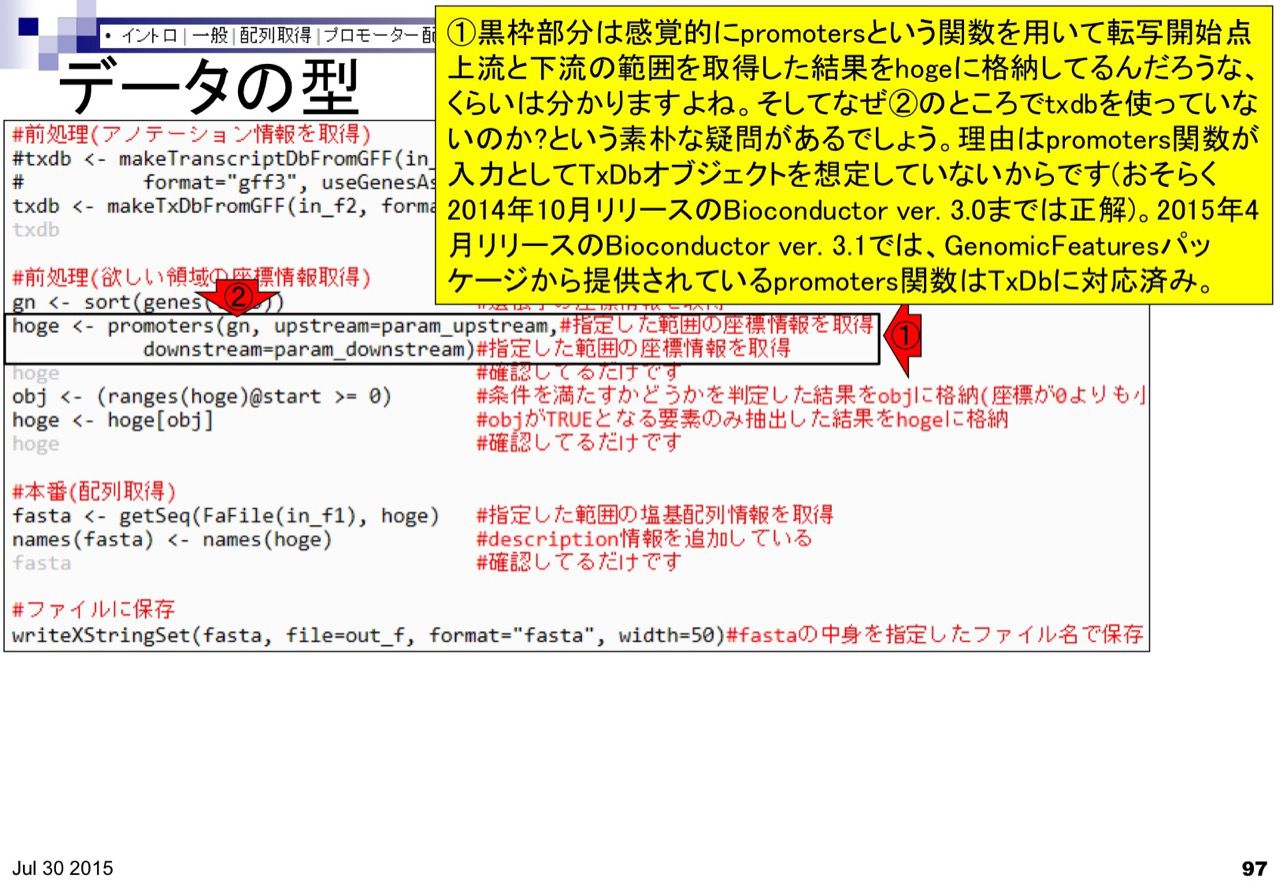 • イントロ | 一般 | 配列取得 | プロモーター配
データの型
①黒枠部分は感覚的にpromotersという関数を用いて転写開始点
上流と下流の範囲を取得した結果をhogeに格納してるんだろうな、
くらいは分かりますよね。そしてなぜ②のところでtxdbを使っていな
いのか?という素朴な疑問があるでしょう。理由はpromoters関数が
入力としてTxDbオブジェクトを想定していないからです(おそらく
2014年10月リリースのBioconductor ver. 3.0までは正解)。2015年4
月リリースのBioconductor ver. 3.1では、GenomicFeaturesパッ
ケージから提供されているpromoters関数はTxDbに対応済み。
#前処理(アノテーション情報を取得)
#txdb <- makeTranscriptDbFromGFF(in_
# format="gff3", useGenesAs
txdb <- makeTxDbFromGFF(in_f2, forma
txdb
#前処理(欲しい領域の座標情報取得)
gn <- sort(genes( ))
②
hoge <- promoters(gn, upstream=param_upstream,#指定した範囲の座標情報を取得
downstream=param_downstream)#指定した範囲の座標情報を取得
①
hoge #確認してるだけです
obj <- (ranges(hoge)@start >= 0) #条件を満たすかどうかを判定した結果をobjに格納(座標が0よりも小
hoge <- hoge[obj] #objがTRUEとなる要素のみ抽出した結果をhogeに格納
hoge #確認してるだけです
#本番(配列取得)
fasta <- getSeq(FaFile(in_f1), hoge) #指定した範囲の塩基配列情報を取得
names(fasta) <- names(hoge) #description情報を追加している
fasta #確認してるだけです
#ファイルに保存
writeXStringSet(fasta, file=out_f, format="fasta", width=50)#fastaの中身を指定したファイル名で保存
Jul 30 2015
97